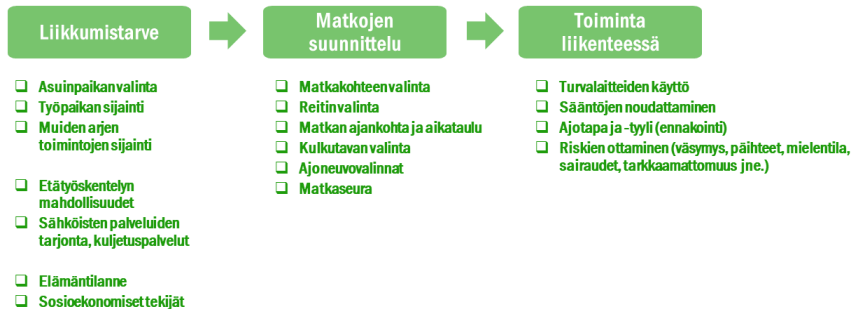 Liikkumistarve
Asuinpaikan valinta
Työpaikan sijainti
Muiden arjen
toimintojen sijainti
Etätyöskentelyn
mahdollisuudet
Sähköisten palveluiden
tarjonta, kuljetuspalvelut
Elämäntilanne
Sosioekonomiset tekijät
Matkojen
suunnittelu
Matkakohteen valinta
Reitin valinta
Matkan ajankohta ja aikataulu
Kulkutavan valinta
Ajoneuvovalinnat
Matkaseura
Toiminta
liikenteessä
Turvalaitteiden käyttö
Sääntöjen noudattaminen
Ajotapa ja -tyyli (ennakointi)
Riskien ottaminen (väsymys, päihteet, mielentila,
sairaudet, tarkkaamattomuus jne.)